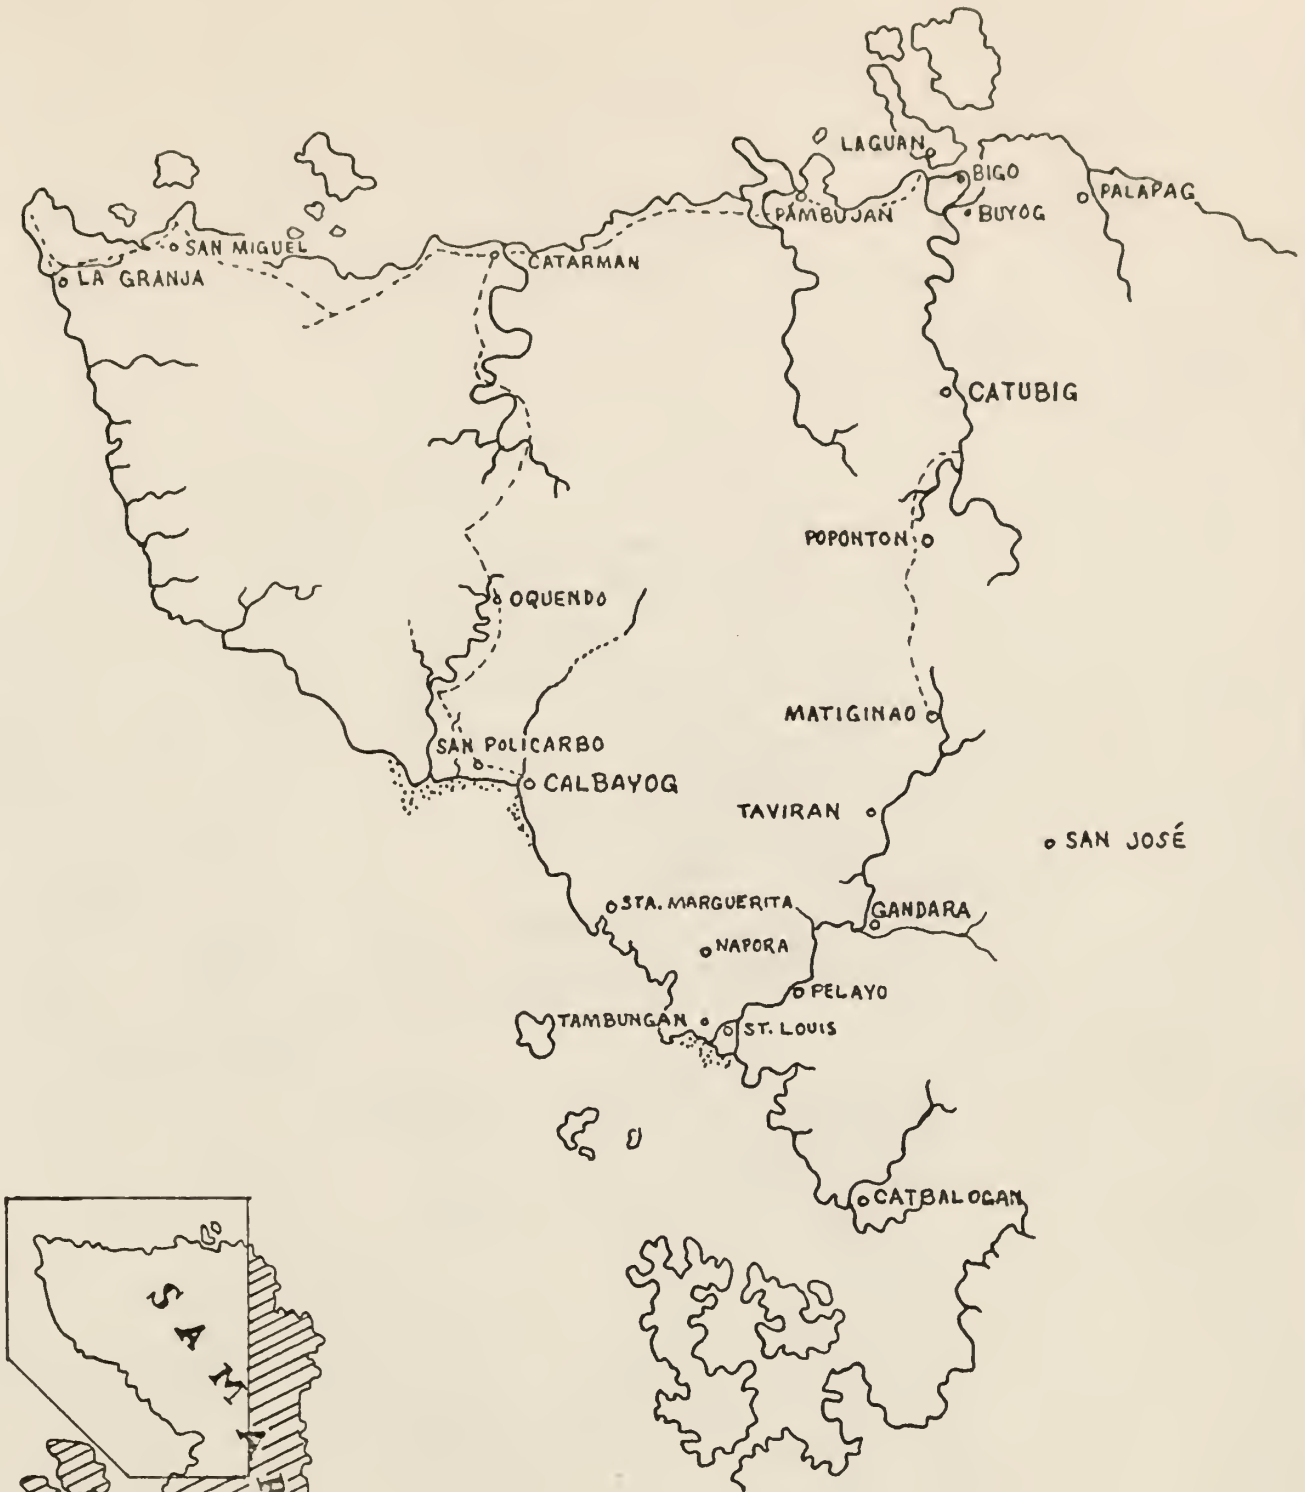 LAGUAN
BIGO
PALAPAG
PAMBUJAN
BUYOG
SAN MIGUEL
CATARMAN
LA GRANJA
CATUBIG
POPONTON
OQUENDO
MATIGINAO
SAN POLICARBO
CALBAYOG
TAVIRAN
SAN JOSÉ
STA. MARGUERITA
GANDARA
NAPORA
PELAYO
TAMBUNGAN
ST. LOUIS
CATBALOGAN
SAMAR